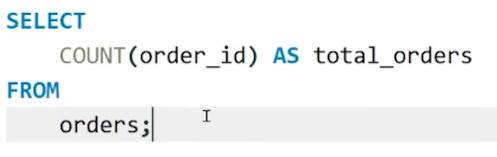 SELECT
    COUNT(order_id) AS total_orders
FROM
    orders;